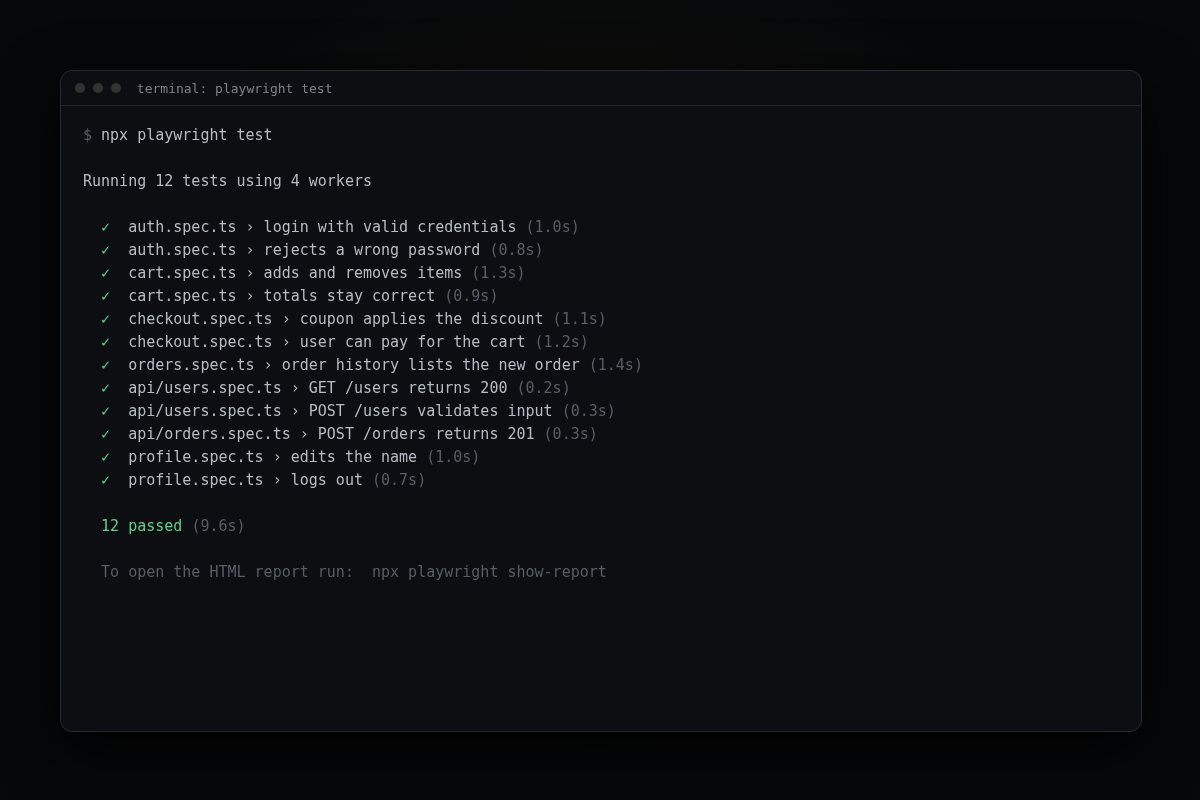 terminal: playwright test
$ npx playwright test
Running 12 tests using 4 workers
✓ auth.spec.ts › login with valid credentials (1.0s)
✓ auth.spec.ts › rejects a wrong password (0.8s)
✓ cart.spec.ts › adds and removes items (1.3s)
✓ cart.spec.ts › totals stay correct (0.9s)
✓ checkout.spec.ts › coupon applies the discount (1.1s)
✓ checkout.spec.ts › user can pay for the cart (1.2s)
✓ orders.spec.ts › order history lists the new order (1.4s)
✓ api/users.spec.ts › GET /users returns 200 (0.2s)
✓ api/users.spec.ts › POST /users validates input (0.3s)
✓ api/orders.spec.ts › POST /orders returns 201 (0.3s)
✓ profile.spec.ts › edits the name (1.0s)
✓ profile.spec.ts › logs out (0.7s)
12 passed (9.6s)
To open the HTML report run:  npx playwright show-report